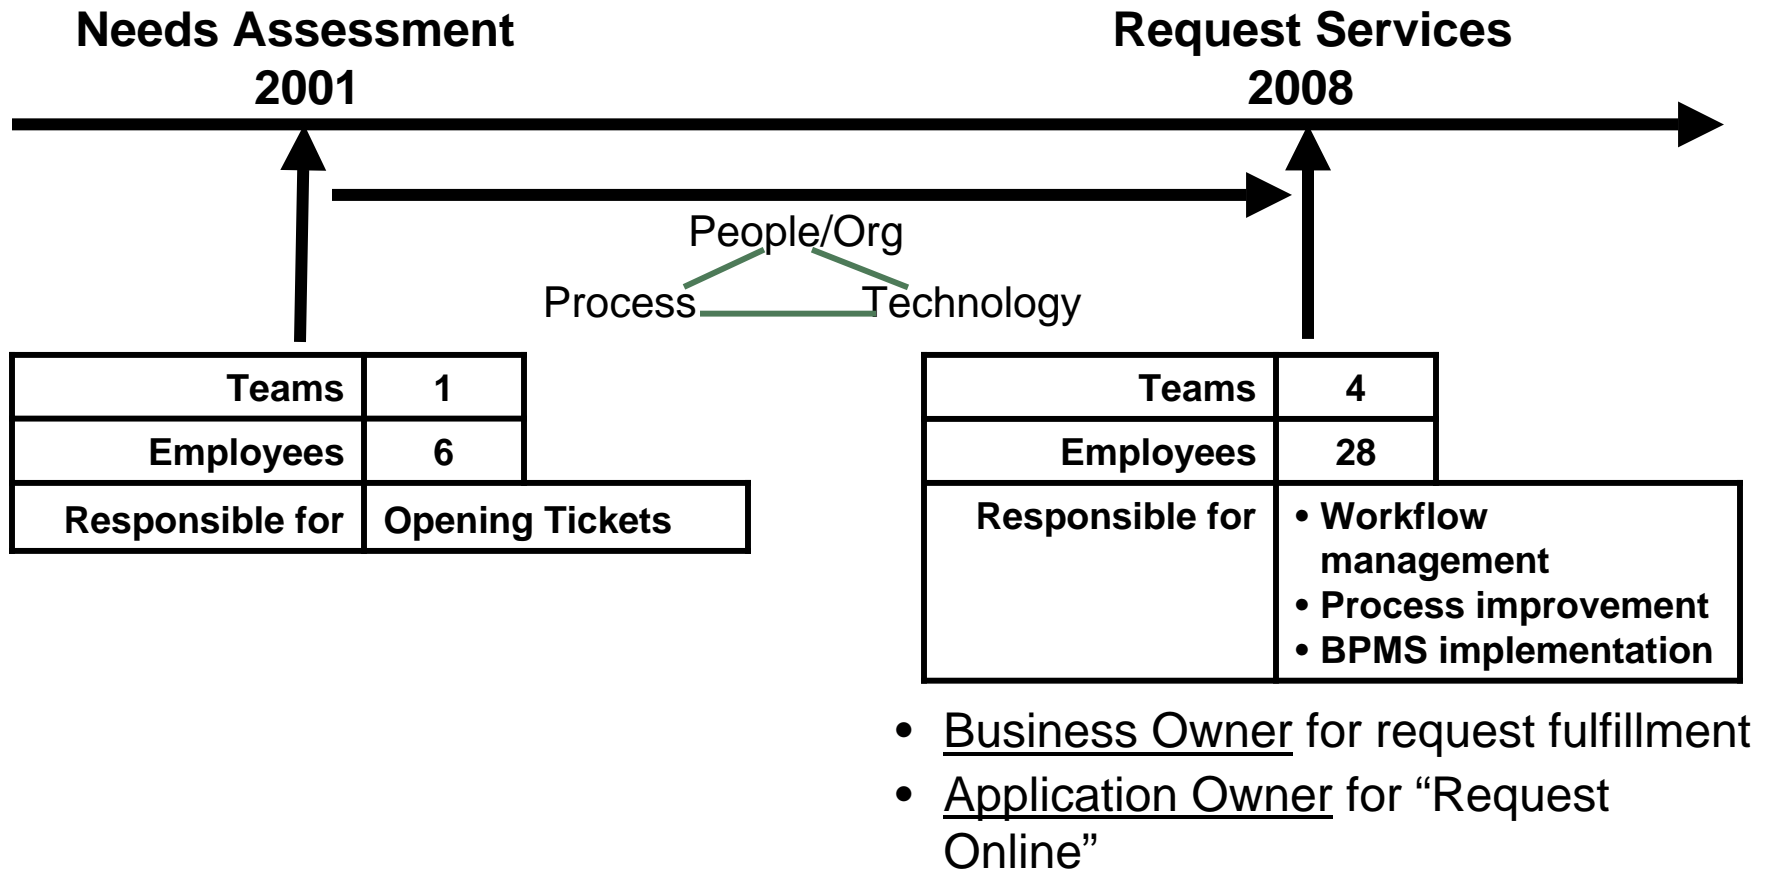 Needs Assessment
2001
Request Services
2008
People/Org
Process
Technology
Teams 1
Employees 6
Responsible for Opening Tickets
Teams 4
Employees 28
Responsible for • Workflow
management
• Process improvement
• BPMS implementation
• Business Owner for request fulfillment
• Application Owner for “Request
Online”